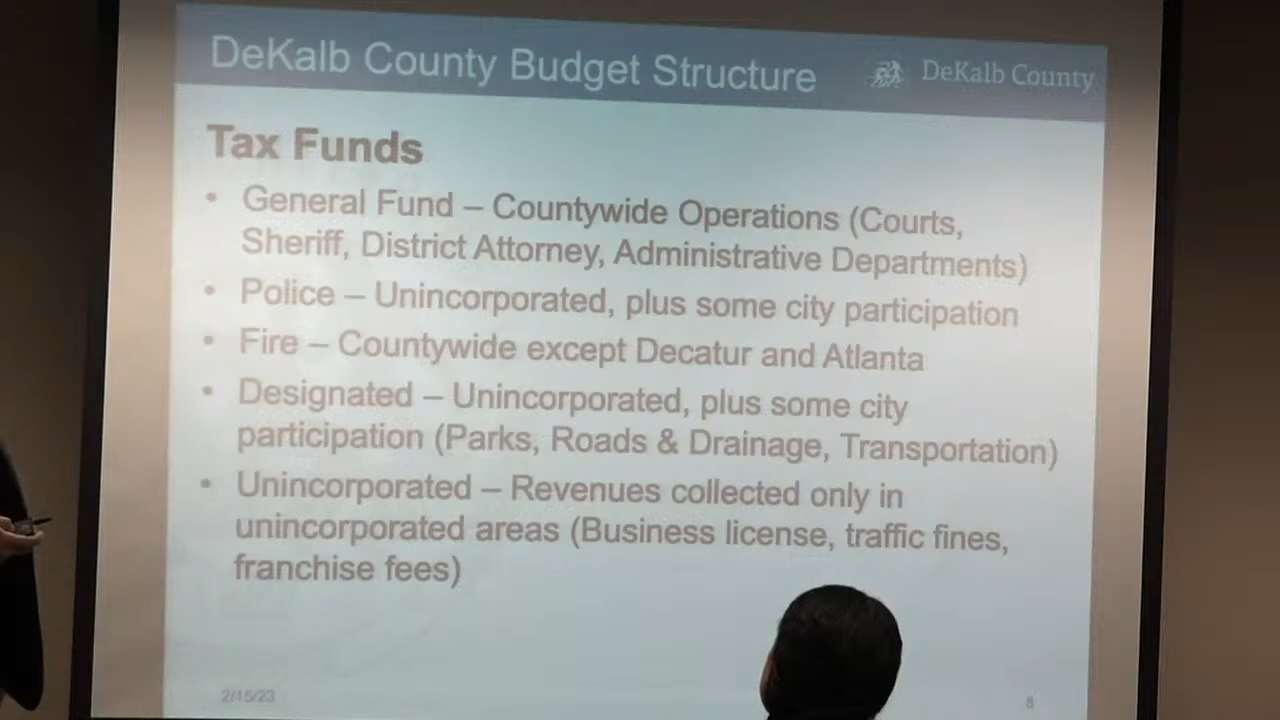 DeKalb County Budget Structure
DeKalb County
Tax Funds
• General Fund – Countywide Operations (Courts,
Sheriff, District Attorney, Administrative Departments)
• Police – Unincorporated, plus some city participation
• Fire – Countywide except Decatur and Atlanta
• Designated – Unincorporated, plus some city
participation (Parks, Roads & Drainage, Transportation)
• Unincorporated – Revenues collected only in
unincorporated areas (Business license, traffic fines,
franchise fees)
2/15/23
8